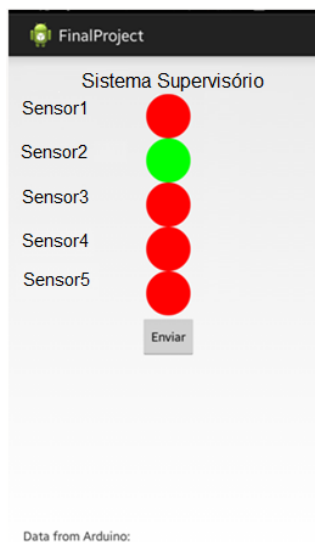 FinalProject
Sistema Supervisório
Sensor1
Sensor2
Sensor3
Sensor4
Sensor5
Enviar
Data from Arduino: